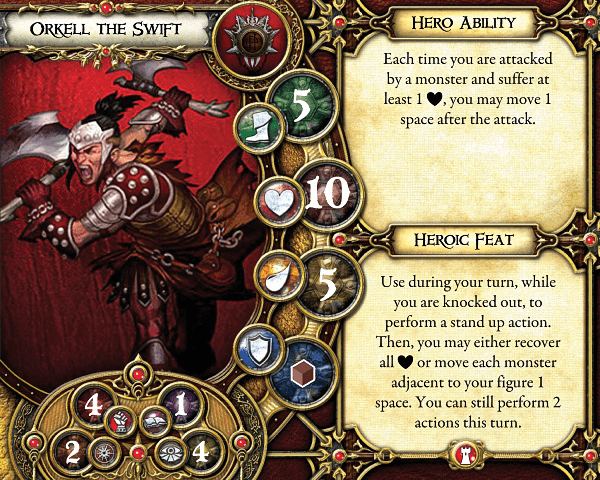 Orkell the Swift
5
10
5
4
1
2
4
Hero Ability
Each time you are attacked
by a monster and suffer at
least 1 ♥, you may move 1
space after the attack.
Heroic Feat
Use during your turn, while
you are knocked out, to
perform a stand up action.
Then, you may either recover
all ♥ or move each monster
adjacent to your figure 1
space. You can still perform 2
actions this turn.